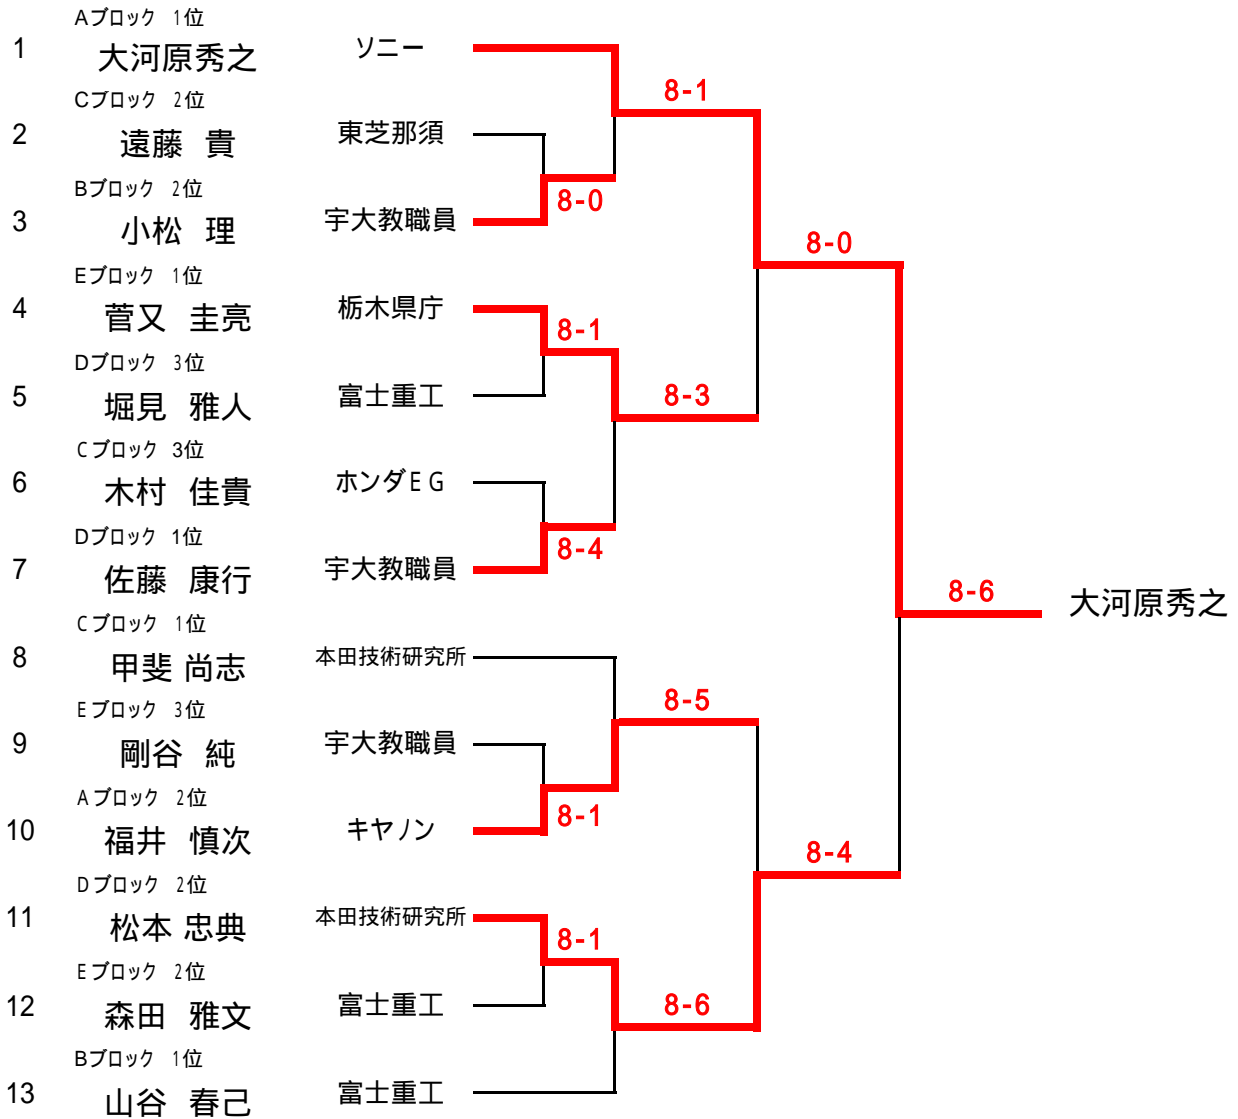 Aブロック 1位
1 大河原秀之 ソニー
8-1
Cブロック 2位
2 遠藤 貴 東芝那須
Bブロック 2位
8-0
3 小松 理 宇大教職員
8-0
Eブロック 1位
4 菅又 圭亮 栃木県庁
8-1
Dブロック 3位
5 堀見 雅人 富士重工
8-3
Cブロック 3位
6 木村 佳貴 ホンダEG
Dブロック 1位
8-4
7 佐藤 康行 宇大教職員
8-6 大河原秀之
Cブロック 1位
8 甲斐 尚志 本田技術研究所
Eブロック 3位
8-5
9 剛谷 純 宇大教職員
Aブロック 2位
8-1
10 福井 慎次 キヤノン
8-4
Dブロック 2位
11 松本 忠典 本田技術研究所
8-1
Eブロック 2位
12 森田 雅文 富士重工
8-6
Bブロック 1位
13 山谷 春己 富士重工